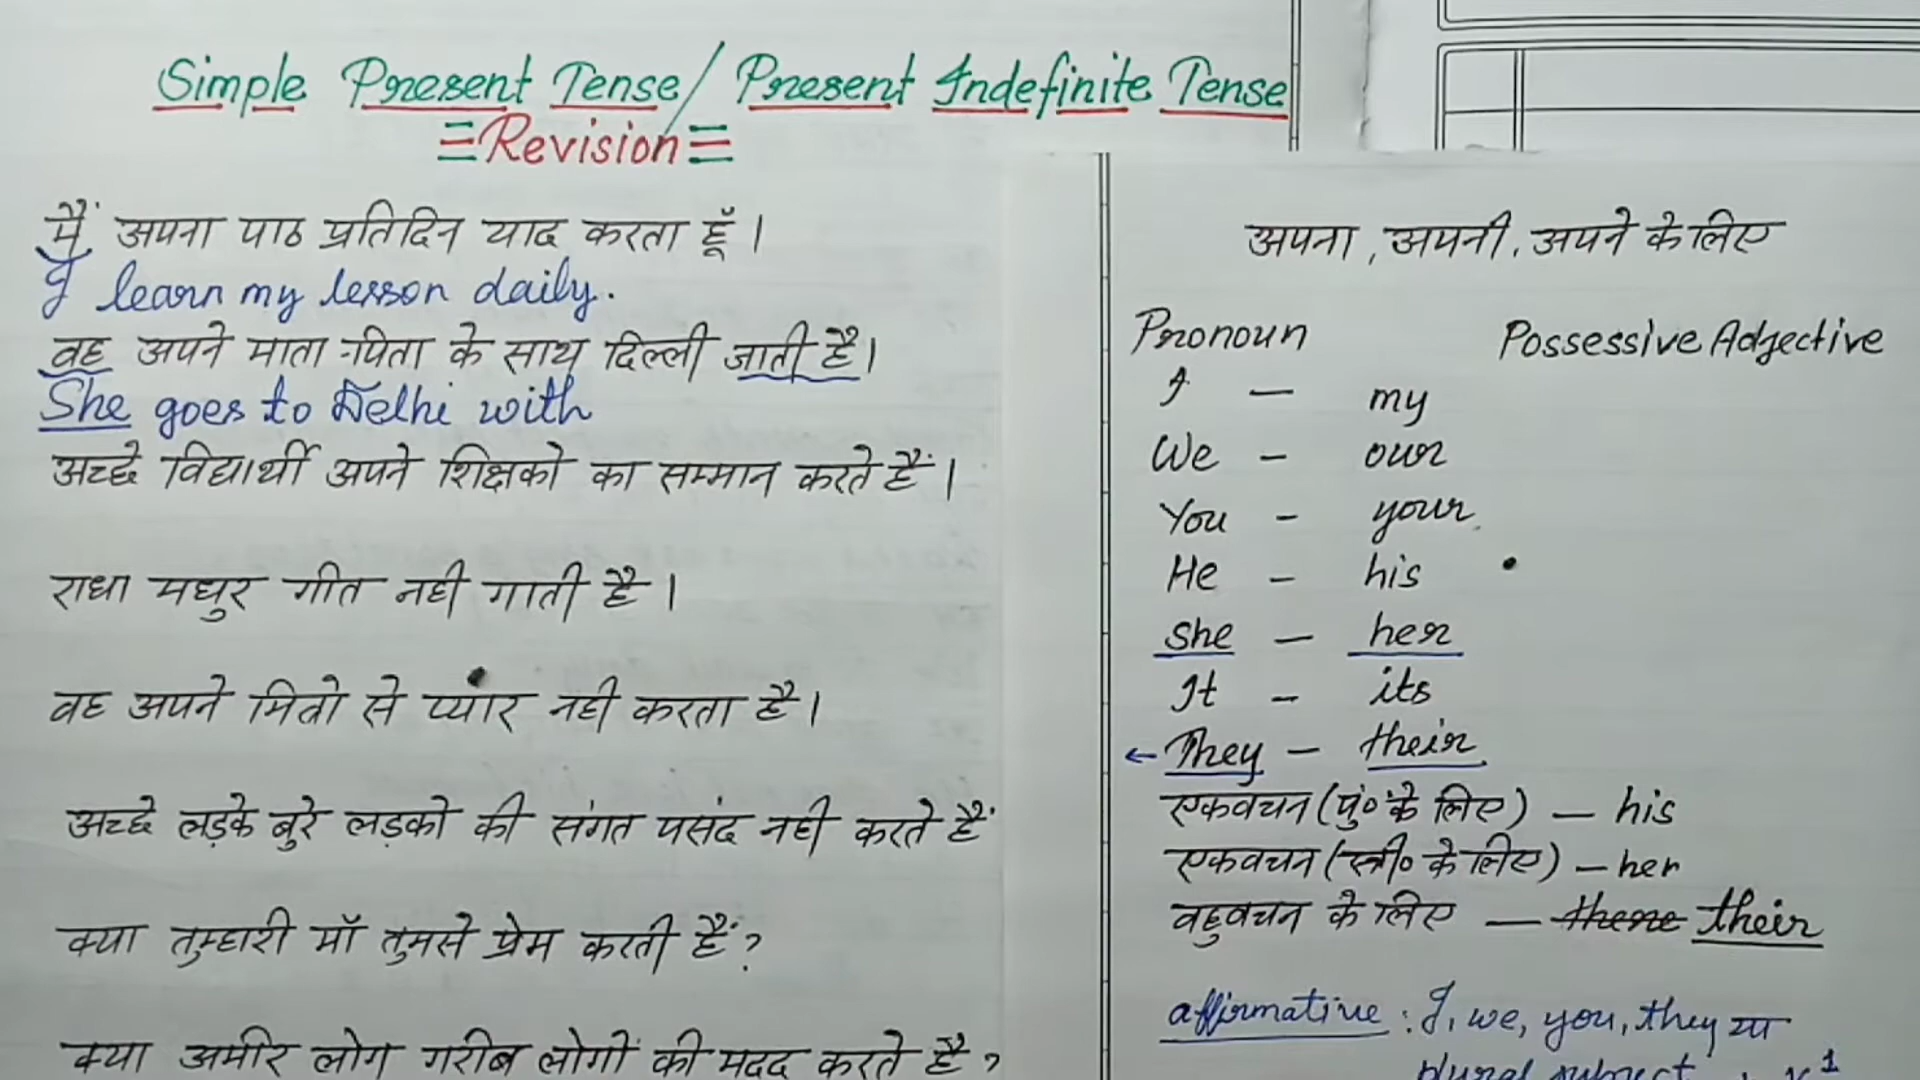 Simple Present Tense/ Present Indefinite Tense
Revision
मैं अपना पाठ प्रतिदिन याद करता हूँ।
I learn my lesson daily.
वह अपने माता-पिता के साथ दिल्ली जाती है।
She goes to Delhi with
अच्छे विद्यार्थी अपने शिक्षको का सम्मान करते हैं।
राधा मधुर गीत नही गाती है।
वह अपने मित्रो से प्यार नही करता है।
अच्छे लड़के बुरे लड़को की संगत पसंद नही करते हैं
क्या तुम्हारी माँ तुमसे प्रेम करती हैं?
क्या अमीर लोग गरीब लोगों की मदद करते है?
अपना, अपनी, अपने के लिए
Pronoun Possessive Adjective
I — my
We - our
You - your
He - his
She — her
It - its
← They — their
एकवचन (पुं० के लिए) — his
एकवचन (स्त्री० के लिए) — her
वहुवचन के लिए — there their
affirmative : I, we, you, they या
plural subject